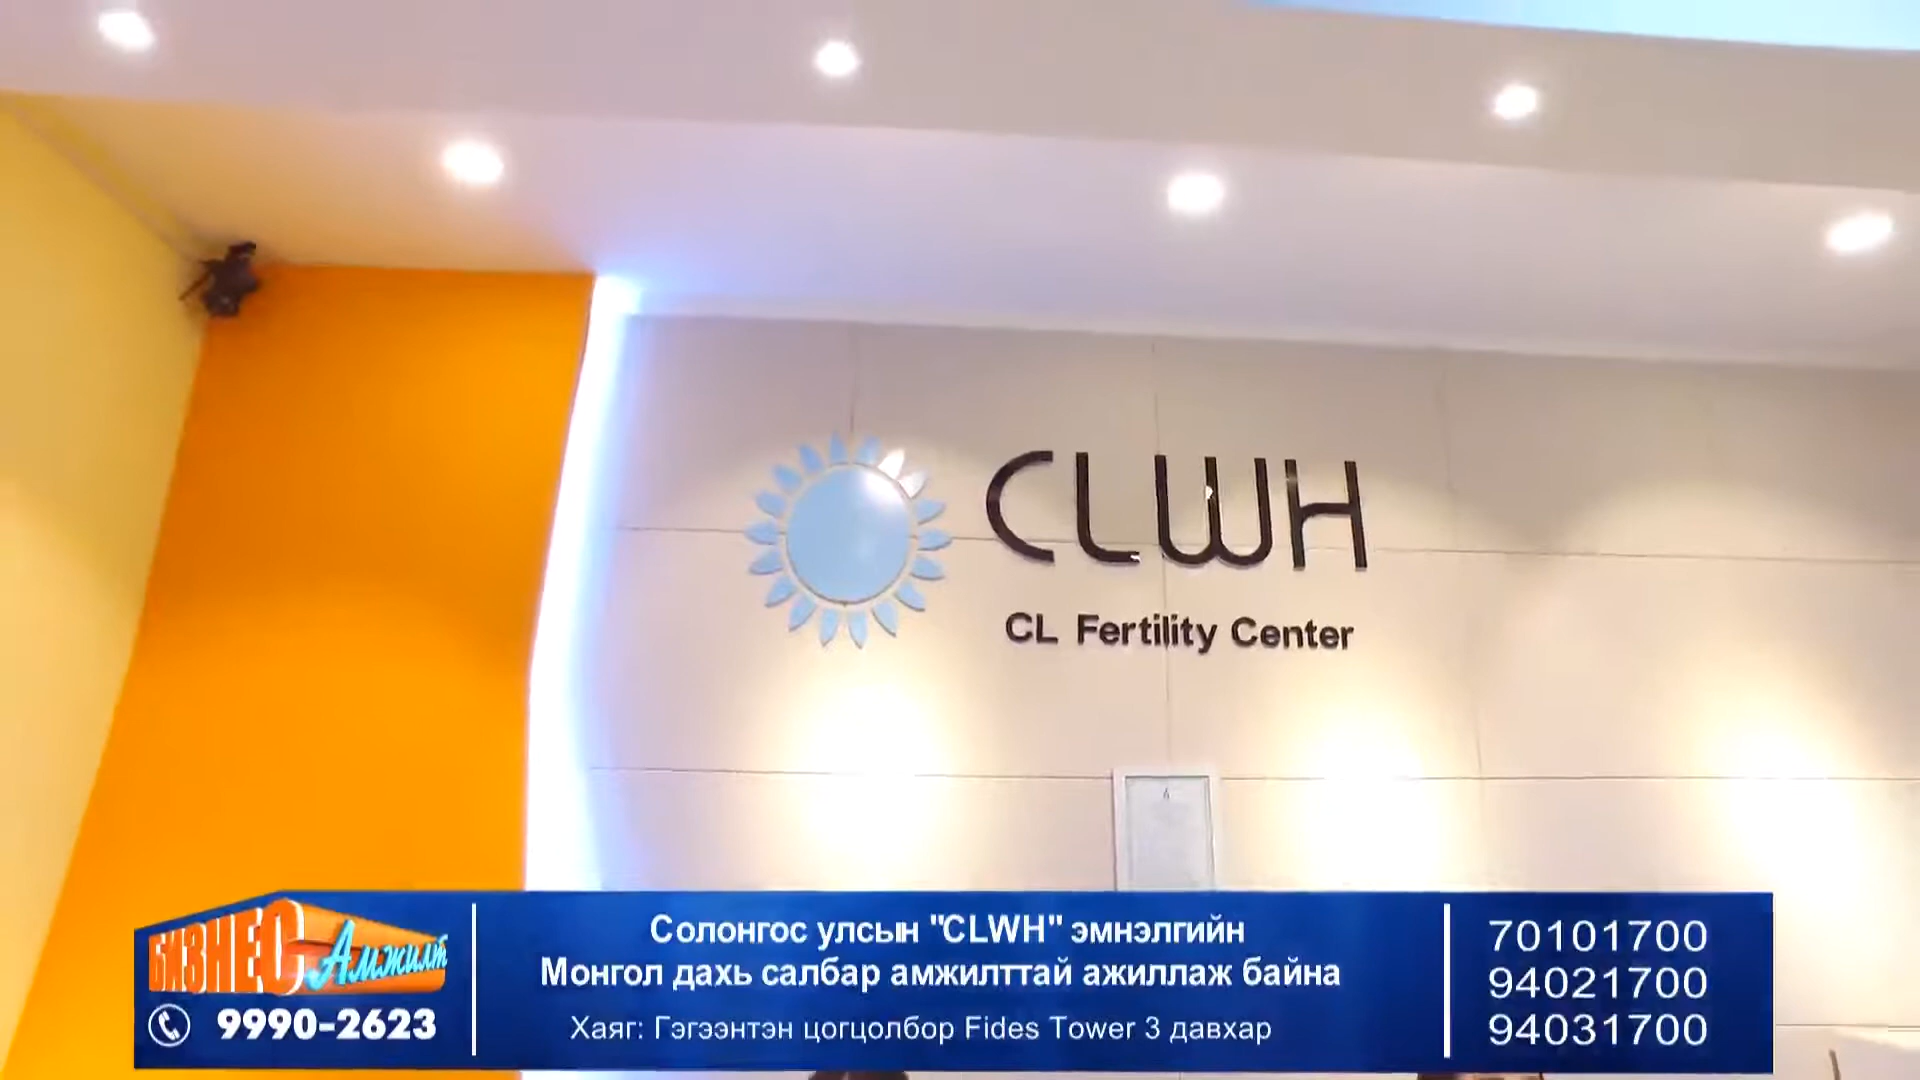 CLWH
CL Fertility Center
БИЗНЕС
Амжилт
9990-2623
Солонгос улсын "CLWH" эмнэлгийн
Монгол дахь салбар амжилттай ажиллаж байна
Хаяг: Гэгээнтэн цогцолбор Fides Tower 3 давхар
70101700
94021700
94031700